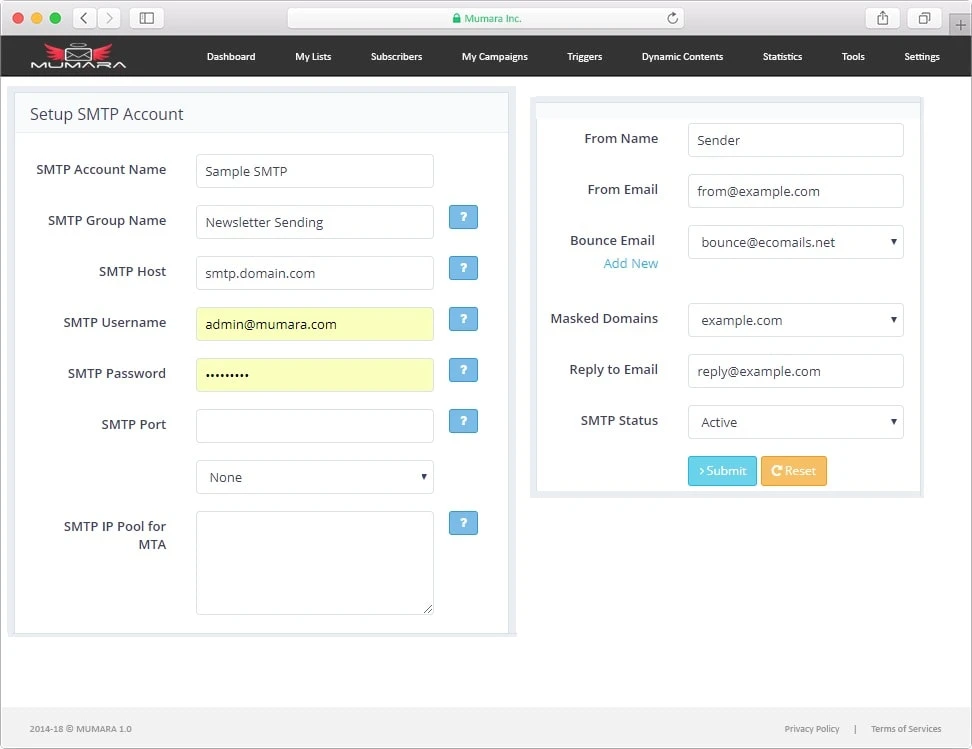 Mumara Inc.
MUMARA
Dashboard My Lists Subscribers My Campaigns Triggers Dynamic Contents Statistics Tools Settings
Setup SMTP Account
SMTP Account Name Sample SMTP
SMTP Group Name Newsletter Sending ?
SMTP Host smtp.domain.com ?
SMTP Username admin@mumara.com ?
SMTP Password ••••••••• ?
SMTP Port ?
None
SMTP IP Pool for ?
MTA
From Name Sender
From Email from@example.com
Bounce Email bounce@ecomails.net
Add New
Masked Domains example.com
Reply to Email reply@example.com
SMTP Status Active
Submit Reset
2014-18 © MUMARA 1.0 Privacy Policy | Terms of Services